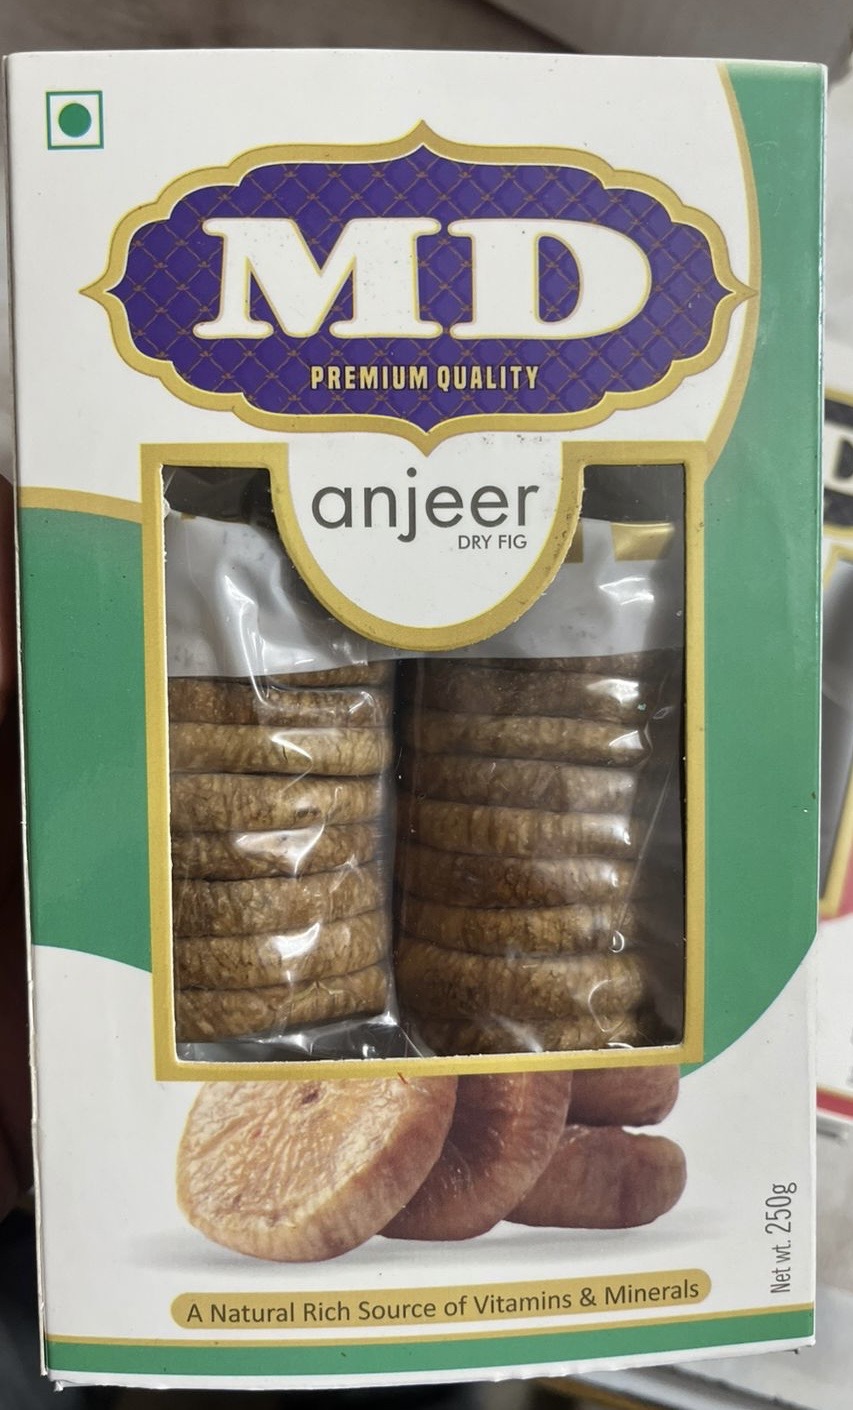 MD
PREMIUM QUALITY
anjeer
DRY FIG
Net wt. 250g
A Natural Rich Source of Vitamins & Minerals